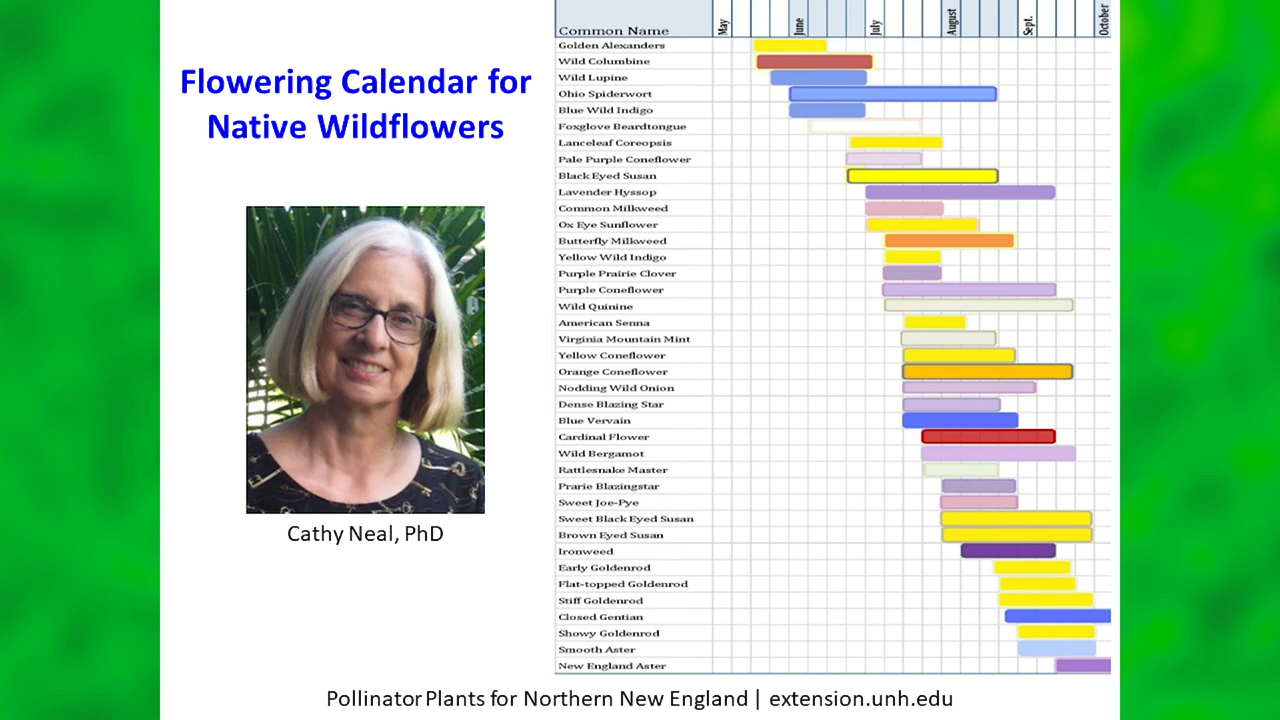 Flowering Calendar for
Native Wildflowers
Cathy Neal, PhD
Common Name
May
June
July
August
Sept.
October
Golden Alexanders
Wild Columbine
Wild Lupine
Ohio Spiderwort
Blue Wild Indigo
Foxglove Beardtongue
Lanceleaf Coreopsis
Pale Purple Coneflower
Black Eyed Susan
Lavender Hyssop
Common Milkweed
Ox Eye Sunflower
Butterfly Milkweed
Yellow Wild Indigo
Purple Prairie Clover
Purple Coneflower
Wild Quinine
American Senna
Virginia Mountain Mint
Yellow Coneflower
Orange Coneflower
Nodding Wild Onion
Dense Blazing Star
Blue Vervain
Cardinal Flower
Wild Bergamot
Rattlesnake Master
Prarie Blazingstar
Sweet Joe-Pye
Sweet Black Eyed Susan
Brown Eyed Susan
Ironweed
Early Goldenrod
Flat-topped Goldenrod
Stiff Goldenrod
Closed Gentian
Showy Goldenrod
Smooth Aster
New England Aster
Pollinator Plants for Northern New England | extension.unh.edu